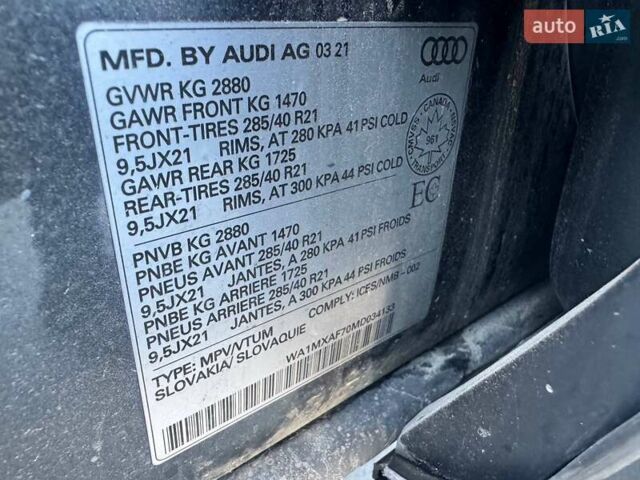 auto RIA .com
MFD. BY AUDI AG 03 21
Audi
GVWR KG 2880
GAWR FRONT KG 1470
FRONT-TIRES 285/40 R21
9,5JX21 RIMS, AT 280 KPA 41 PSI COLD
GAWR REAR KG 1725
REAR-TIRES 285/40 R21
9,5JX21 RIMS, AT 300 KPA 44 PSI COLD
CANADA
961
EC
PNVB KG 2880
PNBE KG AVANT 1470
PNEUS AVANT 285/40 R21
9,5JX21 JANTES, A 280 KPA 41 PSI FROIDS
PNBE KG ARRIERE 1725
PNEUS ARRIERE 285/40 R21
9,5JX21 JANTES, A 300 KPA 44 PSI FROIDS
TYPE: MPV/VTUM COMPLY: ICFS/NMB - 002
SLOVAKIA/ SLOVAQUIE
WA1MXAF70MD034133